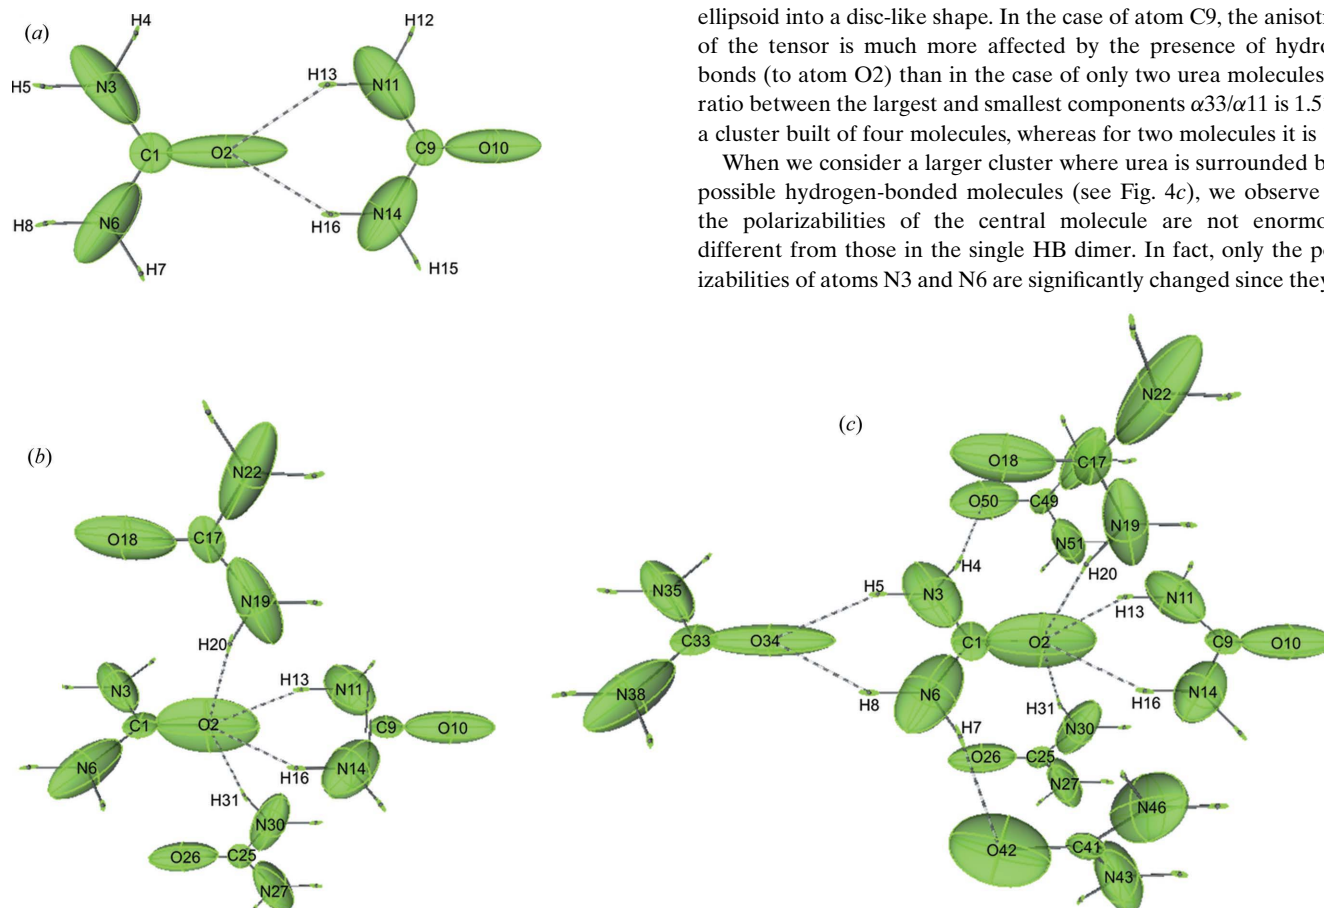 ellipsoid into a disc-like shape. In the case of atom C9, the anisot
of the tensor is much more affected by the presence of hydro
bonds (to atom O2) than in the case of only two urea molecules
ratio between the largest and smallest components α33/α11 is 1.5
a cluster built of four molecules, whereas for two molecules it is
When we consider a larger cluster where urea is surrounded b
possible hydrogen-bonded molecules (see Fig. 4c), we observe
the polarizabilities of the central molecule are not enormo
different from those in the single HB dimer. In fact, only the po
izabilities of atoms N3 and N6 are significantly changed since they
(a)
H4
H12
H5
N3
H13
N11
C1
O2
C9
O10
H8
N6
H16
N14
H7
H15
(b)
N22
O18
C17
N19
H20
N3
H13
N11
C1
O2
C9
O10
N6
H16
N14
H31
N30
O26
C25
N27
(c)
N22
O18
C17
O50
C49
N19
N51
H4
H20
N35
H5
N3
H13
N11
C33
O34
C1
O2
C9
O10
N38
H8
N6
H16
N14
H31
H7
N30
O26
C25
N27
N46
O42
C41
N43